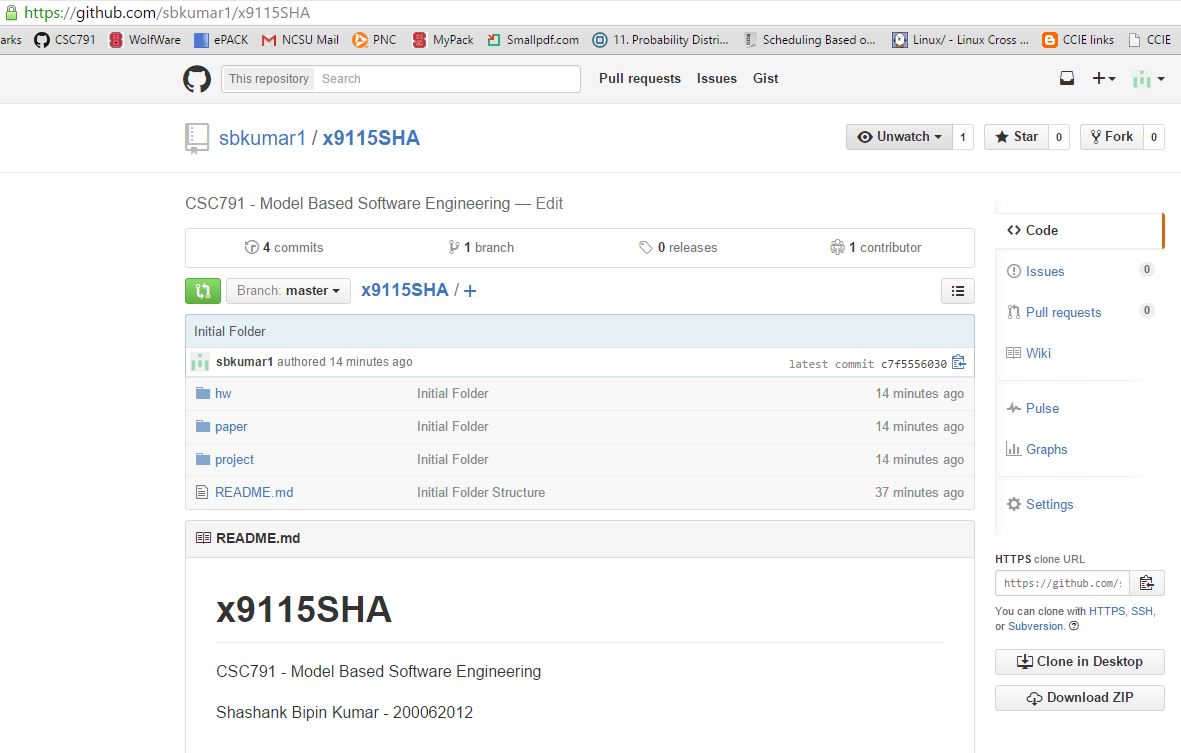 https://github.com/sbkumar1/x9115SHA
arks CSC791 WolfWare ePACK NCSU Mail PNC MyPack Smallpdf.com 11. Probability Distri... Scheduling Based o... Linux/ - Linux Cross ... CCIE links CCIE
This repository Search Pull requests Issues Gist
sbkumar1 / x9115SHA Unwatch 1 Star 0 Fork 0
CSC791 - Model Based Software Engineering — Edit
4 commits 1 branch 0 releases 1 contributor
Branch: master x9115SHA / +
Initial Folder
sbkumar1 authored 14 minutes ago latest commit c7f5556030
hw Initial Folder 14 minutes ago
paper Initial Folder 14 minutes ago
project Initial Folder 14 minutes ago
README.md Initial Folder Structure 37 minutes ago
README.md
x9115SHA
CSC791 - Model Based Software Engineering
Shashank Bipin Kumar - 200062012
Code
Issues 0
Pull requests 0
Wiki
Pulse
Graphs
Settings
HTTPS clone URL
https://github.com/
You can clone with HTTPS, SSH,
or Subversion.
Clone in Desktop
Download ZIP